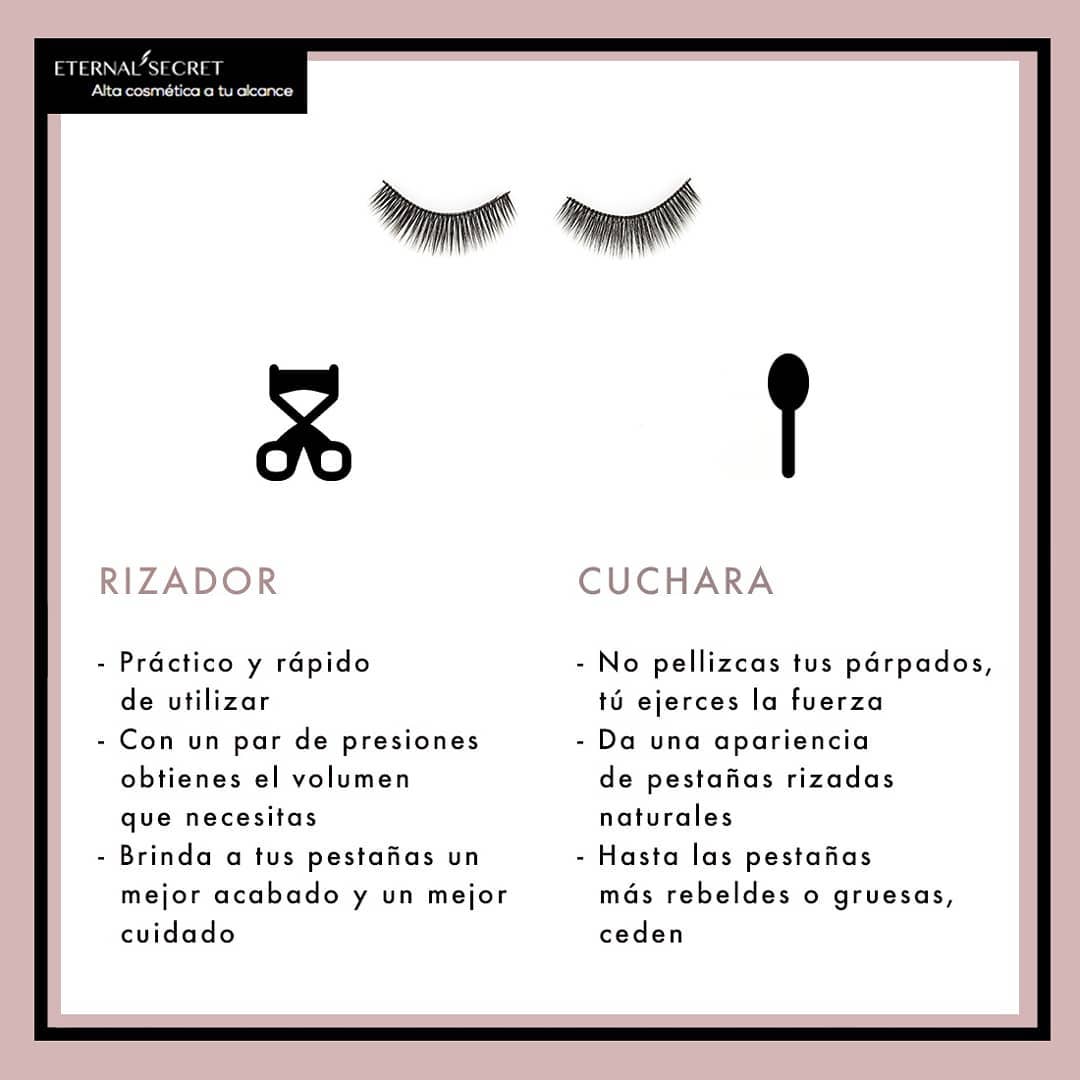 ETERNAL SECRET
Alta cosmética a tu alcance
RIZADOR
- Práctico y rápido
de utilizar
- Con un par de presiones
obtienes el volumen
que necesitas
- Brinda a tus pestañas un
mejor acabado y un mejor
cuidado
CUCHARA
- No pellizcas tus párpados,
tú ejerces la fuerza
- Da una apariencia
de pestañas rizadas
naturales
- Hasta las pestañas
más rebeldes o gruesas,
ceden